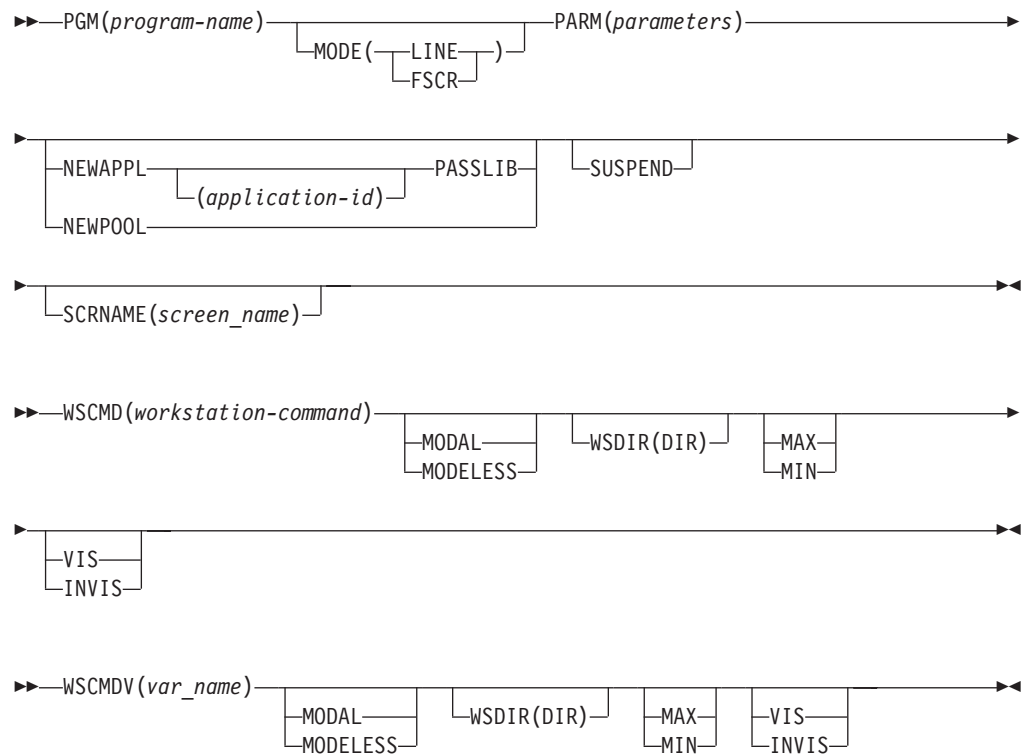 PGM(program-name) MODE( LINE ) PARM(parameters)
FSCR
NEWAPPL (application-id) PASSLIB SUSPEND
NEWPOOL
SCRNAME(screen_name)
WSCMD(workstation-command) MODAL WSDIR(DIR) MAX
MODELESS MIN
VIS
INVIS
WSCMDV(var_name) MODAL WSDIR(DIR) MAX VIS
MODELESS MIN INVIS